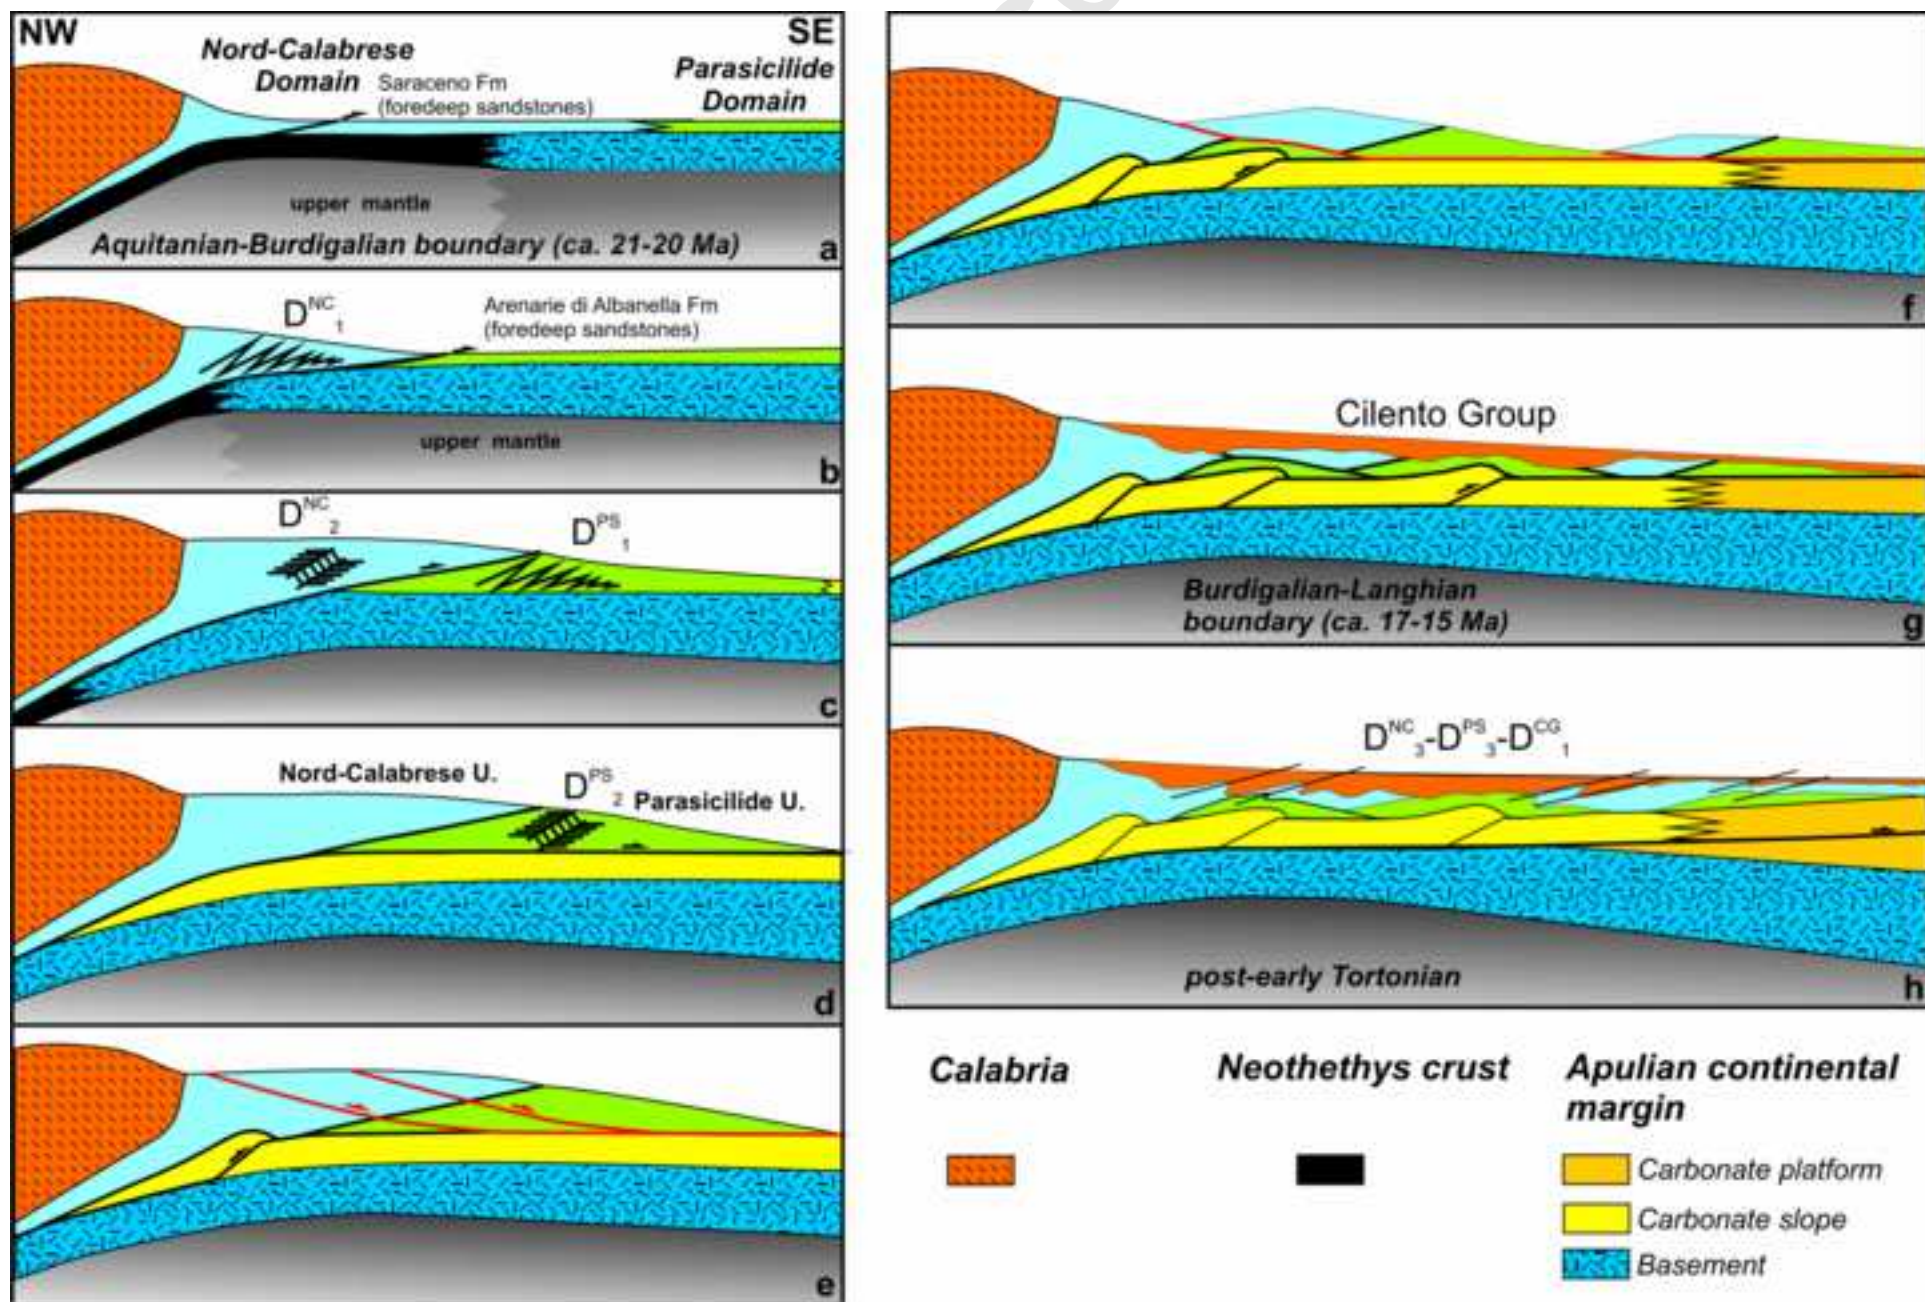 NW
SE
Nord-Calabrese
Domain
Saraceno Fm
(foredeep sandstones)
Parasicilide
Domain
upper mantle
Aquitanian-Burdigalian boundary (ca. 21-20 Ma)
a
D^NC_1
Arenarie di Albanella Fm
(foredeep sandstones)
upper mantle
b
D^NC_2
D^PS_1
c
Nord-Calabrese U.
D^PS_2
Parasicilide U.
d
e
f
Cilento Group
Burdigalian-Langhian
boundary (ca. 17-15 Ma)
g
D^NC_3-D^PS_3-D^CG_1
post-early Tortonian
h
Calabria
Neothethys crust
Apulian continental
margin
Carbonate platform
Carbonate slope
Basement